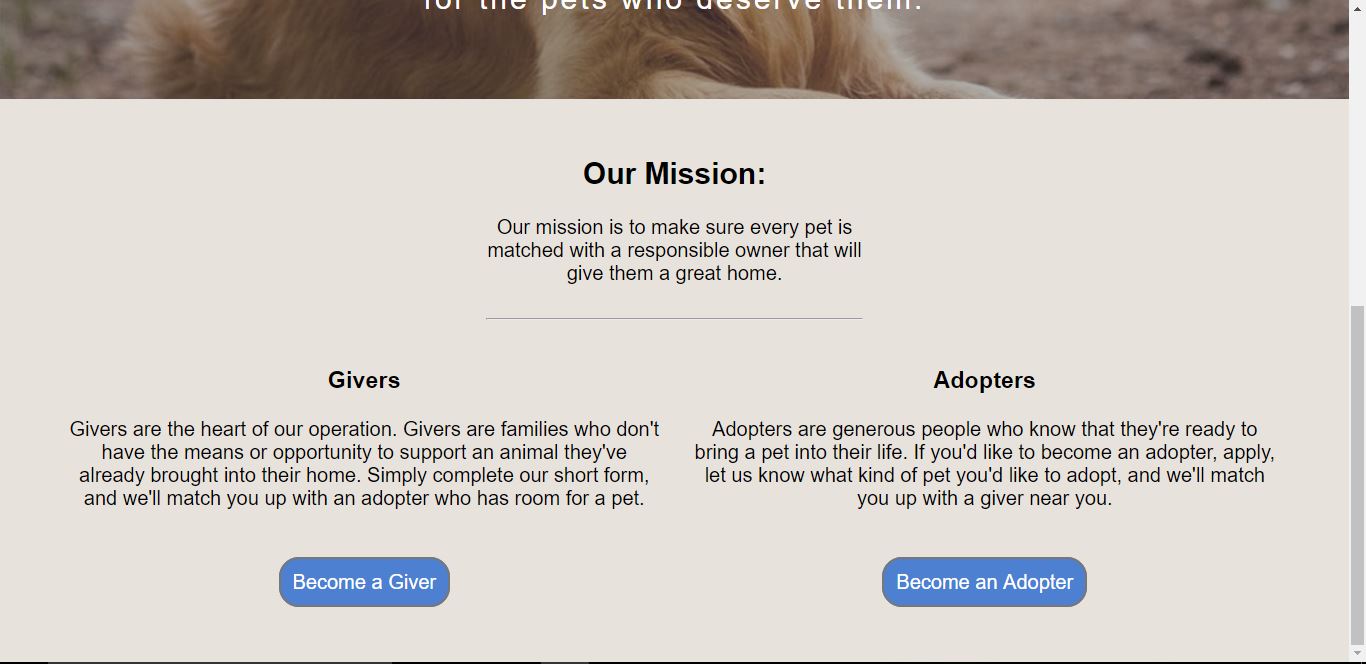 for the pets who deserve them.
Our Mission:
Our mission is to make sure every pet is
matched with a responsible owner that will
give them a great home.
Givers
Givers are the heart of our operation. Givers are families who don't
have the means or opportunity to support an animal they've
already brought into their home. Simply complete our short form,
and we'll match you up with an adopter who has room for a pet.
Become a Giver
Adopters
Adopters are generous people who know that they're ready to
bring a pet into their life. If you'd like to become an adopter, apply,
let us know what kind of pet you'd like to adopt, and we'll match
you up with a giver near you.
Become an Adopter